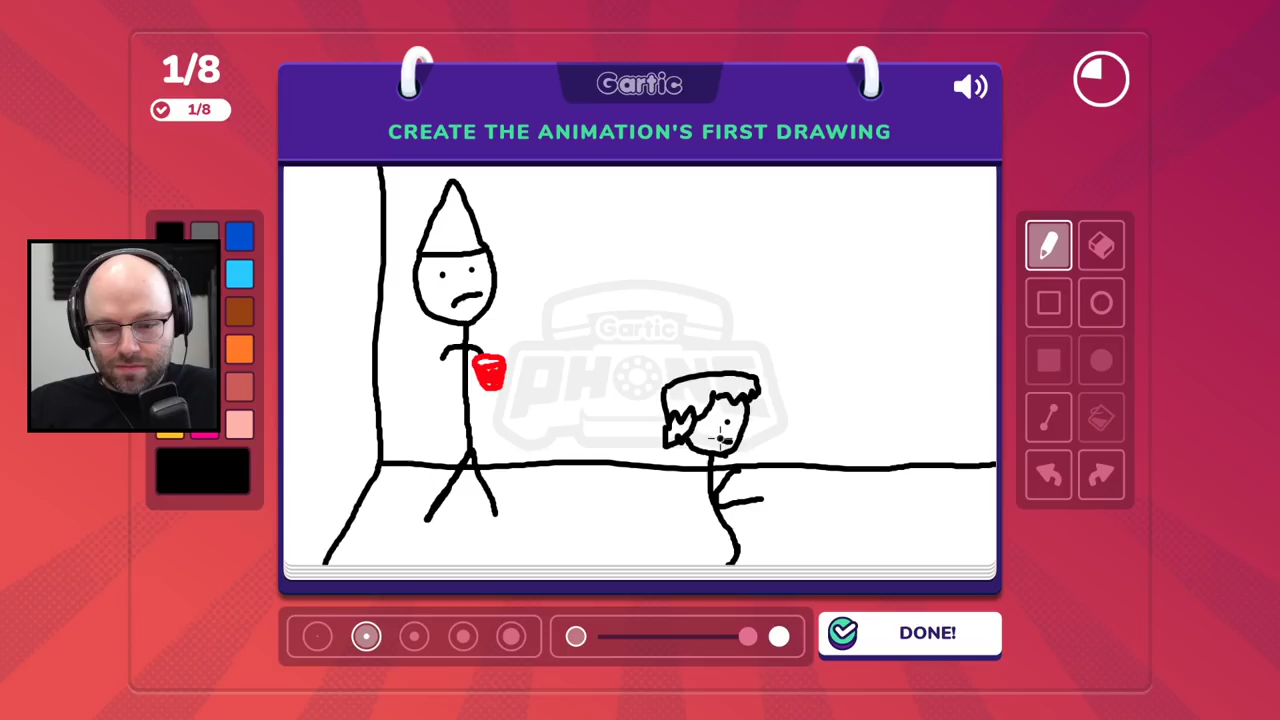 1/8
1/8
Gartic
CREATE THE ANIMATION'S FIRST DRAWING
Gartic
PHONE
DONE!